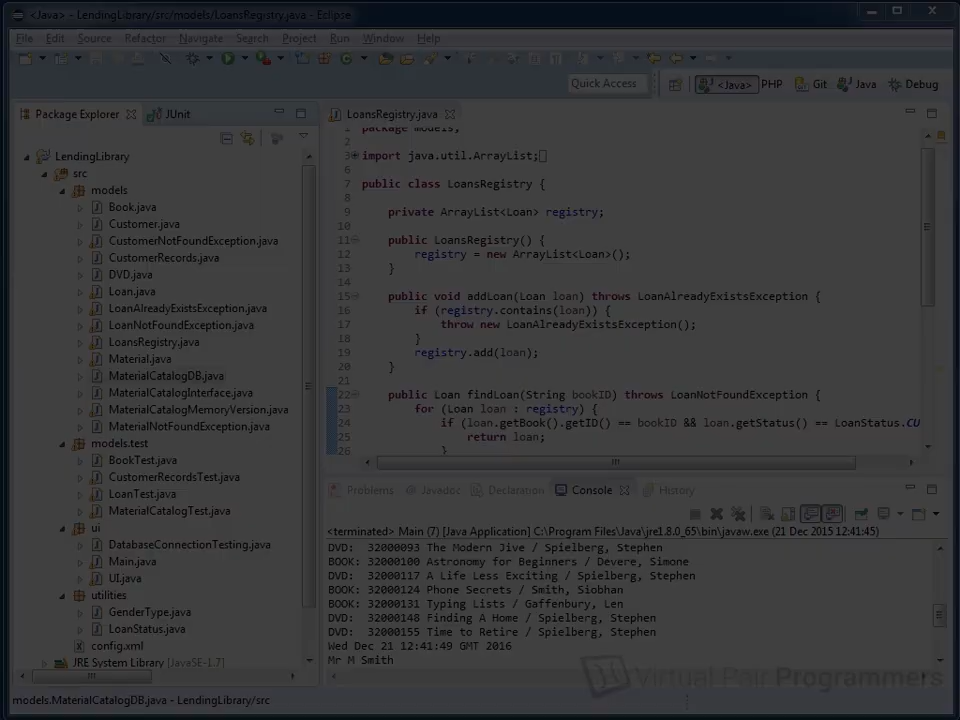 <Java> - LendingLibrary/src/models/LoansRegistry.java - Eclipse
File Edit Source Refactor Navigate Search Project Run Window Help
Quick Access <Java> PHP Git Java Debug
Package Explorer JUnit
LendingLibrary
src
models
Book.java
Customer.java
CustomerNotFoundException.java
CustomerRecords.java
DVD.java
Loan.java
LoanAlreadyExistsException.java
LoanNotFoundException.java
LoansRegistry.java
Material.java
MaterialCatalogDB.java
MaterialCatalogInterface.java
MaterialCatalogMemoryVersion.java
MaterialNotFoundException.java
models.test
BookTest.java
CustomerRecordsTest.java
LoanTest.java
MaterialCatalogTest.java
ui
DatabaseConnectionTesting.java
Main.java
UI.java
utilities
GenderType.java
LoanStatus.java
config.xml
JRE System Library [JavaSE-1.7]
LoansRegistry.java
1 package models;
2
3 import java.util.ArrayList;
6
7 public class LoansRegistry {
8
9 private ArrayList<Loan> registry;
10
11 public LoansRegistry() {
12 registry = new ArrayList<Loan>();
13 }
14
15 public void addLoan(Loan loan) throws LoanAlreadyExistsException {
16 if (registry.contains(loan)) {
17 throw new LoanAlreadyExistsException();
18 }
19 registry.add(loan);
20 }
21
22 public Loan findLoan(String bookID) throws LoanNotFoundException {
23 for (Loan loan : registry) {
24 if (loan.getBook().getID() == bookID && loan.getStatus() == LoanStatus.CU
25 return loan;
26 }
Problems Javadoc Declaration Console History
<terminated> Main (7) [Java Application] C:\Program Files\Java\jre1.8.0_65\bin\javaw.exe (21 Dec 2015 12:41:45)
DVD: 32000093 The Modern Jive / Spielberg, Stephen
BOOK: 32000100 Astronomy for Beginners / Devere, Simone
DVD: 32000117 A Life Less Exciting / Spielberg, Stephen
BOOK: 32000124 Phone Secrets / Smith, Siobhan
BOOK: 32000131 Typing Lists / Gaffenbury, Len
DVD: 32000148 Finding A Home / Spielberg, Stephen
DVD: 32000155 Time to Retire / Spielberg, Stephen
Wed Dec 21 12:41:49 GMT 2016
Mr M Smith
Virtual Pair Programmers
models.MaterialCatalogDB.java - LendingLibrary/src